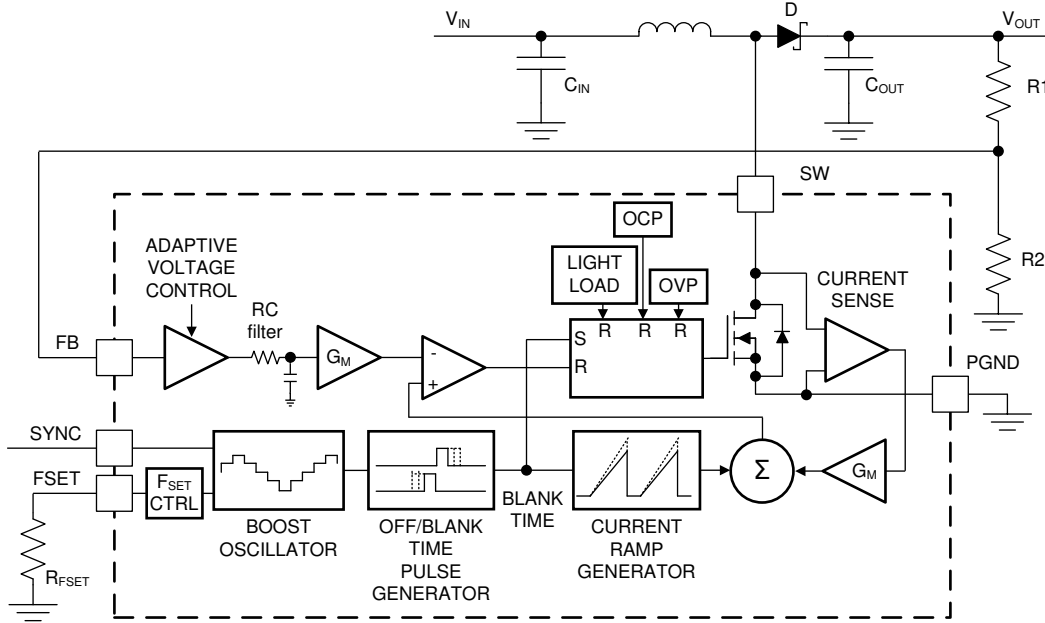 VIN
D
VOUT
CIN
COUT
R1
SW
OCP
ADAPTIVE
VOLTAGE
CONTROL
LIGHT
LOAD
OVP
CURRENT
SENSE
R2
RC
filter
R R R
FB
GM
-
+
S
R
PGND
SYNC
FSET
FSET
CTRL
Σ
GM
BLANK
TIME
BOOST
OSCILLATOR
OFF/BLANK
TIME
PULSE
GENERATOR
CURRENT
RAMP
GENERATOR
RFSET